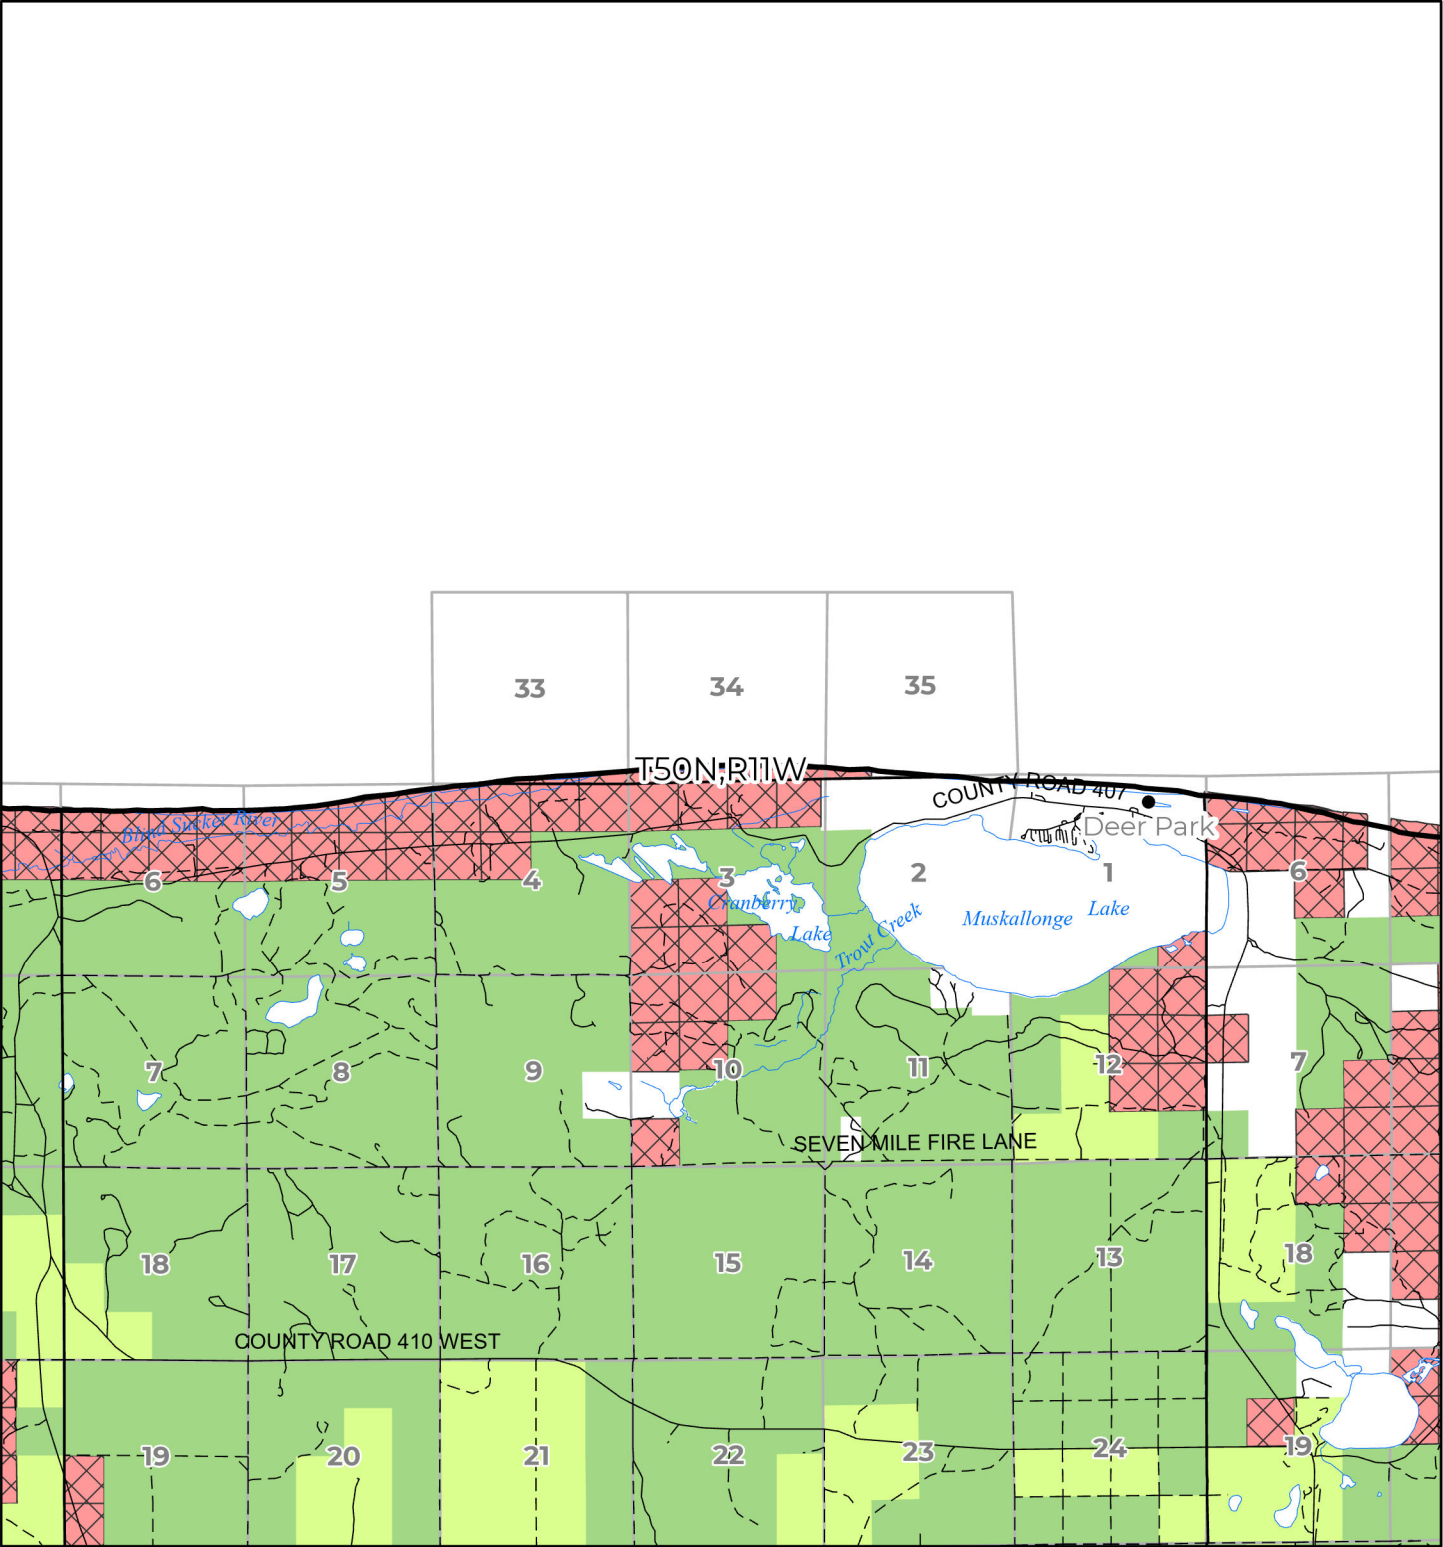 33
34
35
T50N,R11W
COUNTY ROAD 407
Deer Park
Blind Sucker River
6
5
4
3
2
1
6
Cranberry
Lake
Trout Creek
Muskallonge
Lake
7
8
9
10
11
12
7
SEVEN MILE FIRE LANE
18
17
16
15
14
13
18
COUNTY ROAD 410 WEST
19
20
21
22
23
24
19